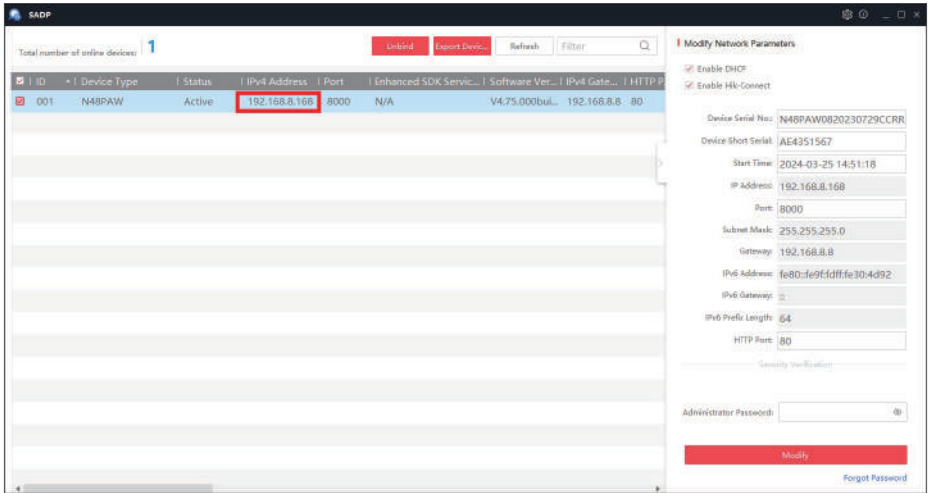 SADP
Total number of online devices: 1
Unbind
Export Devic...
Refresh
Filter
ID Device Type Status IPv4 Address Port Enhanced SDK Servic... Software Ver... IPv4 Gate... HTTP P
001 N48PAW Active 192.168.8.168 8000 N/A V4.75.000bui... 192.168.8.8 80
Modify Network Parameters
Enable DHCP
Enable Hik-Connect
Device Serial No.: N48PAW0820230729CCRR
Device Short Serial: AE4351567
Start Time: 2024-03-25 14:51:18
IP Address: 192.168.8.168
Port: 8000
Subnet Mask: 255.255.255.0
Gateway: 192.168.8.8
IPv6 Address: fe80::fe9f:fdff:fe30:4d92
IPv6 Gateway: ::
IPv6 Prefix Length: 64
HTTP Port: 80
Security Verification
Administrator Password:
Modify
Forgot Password